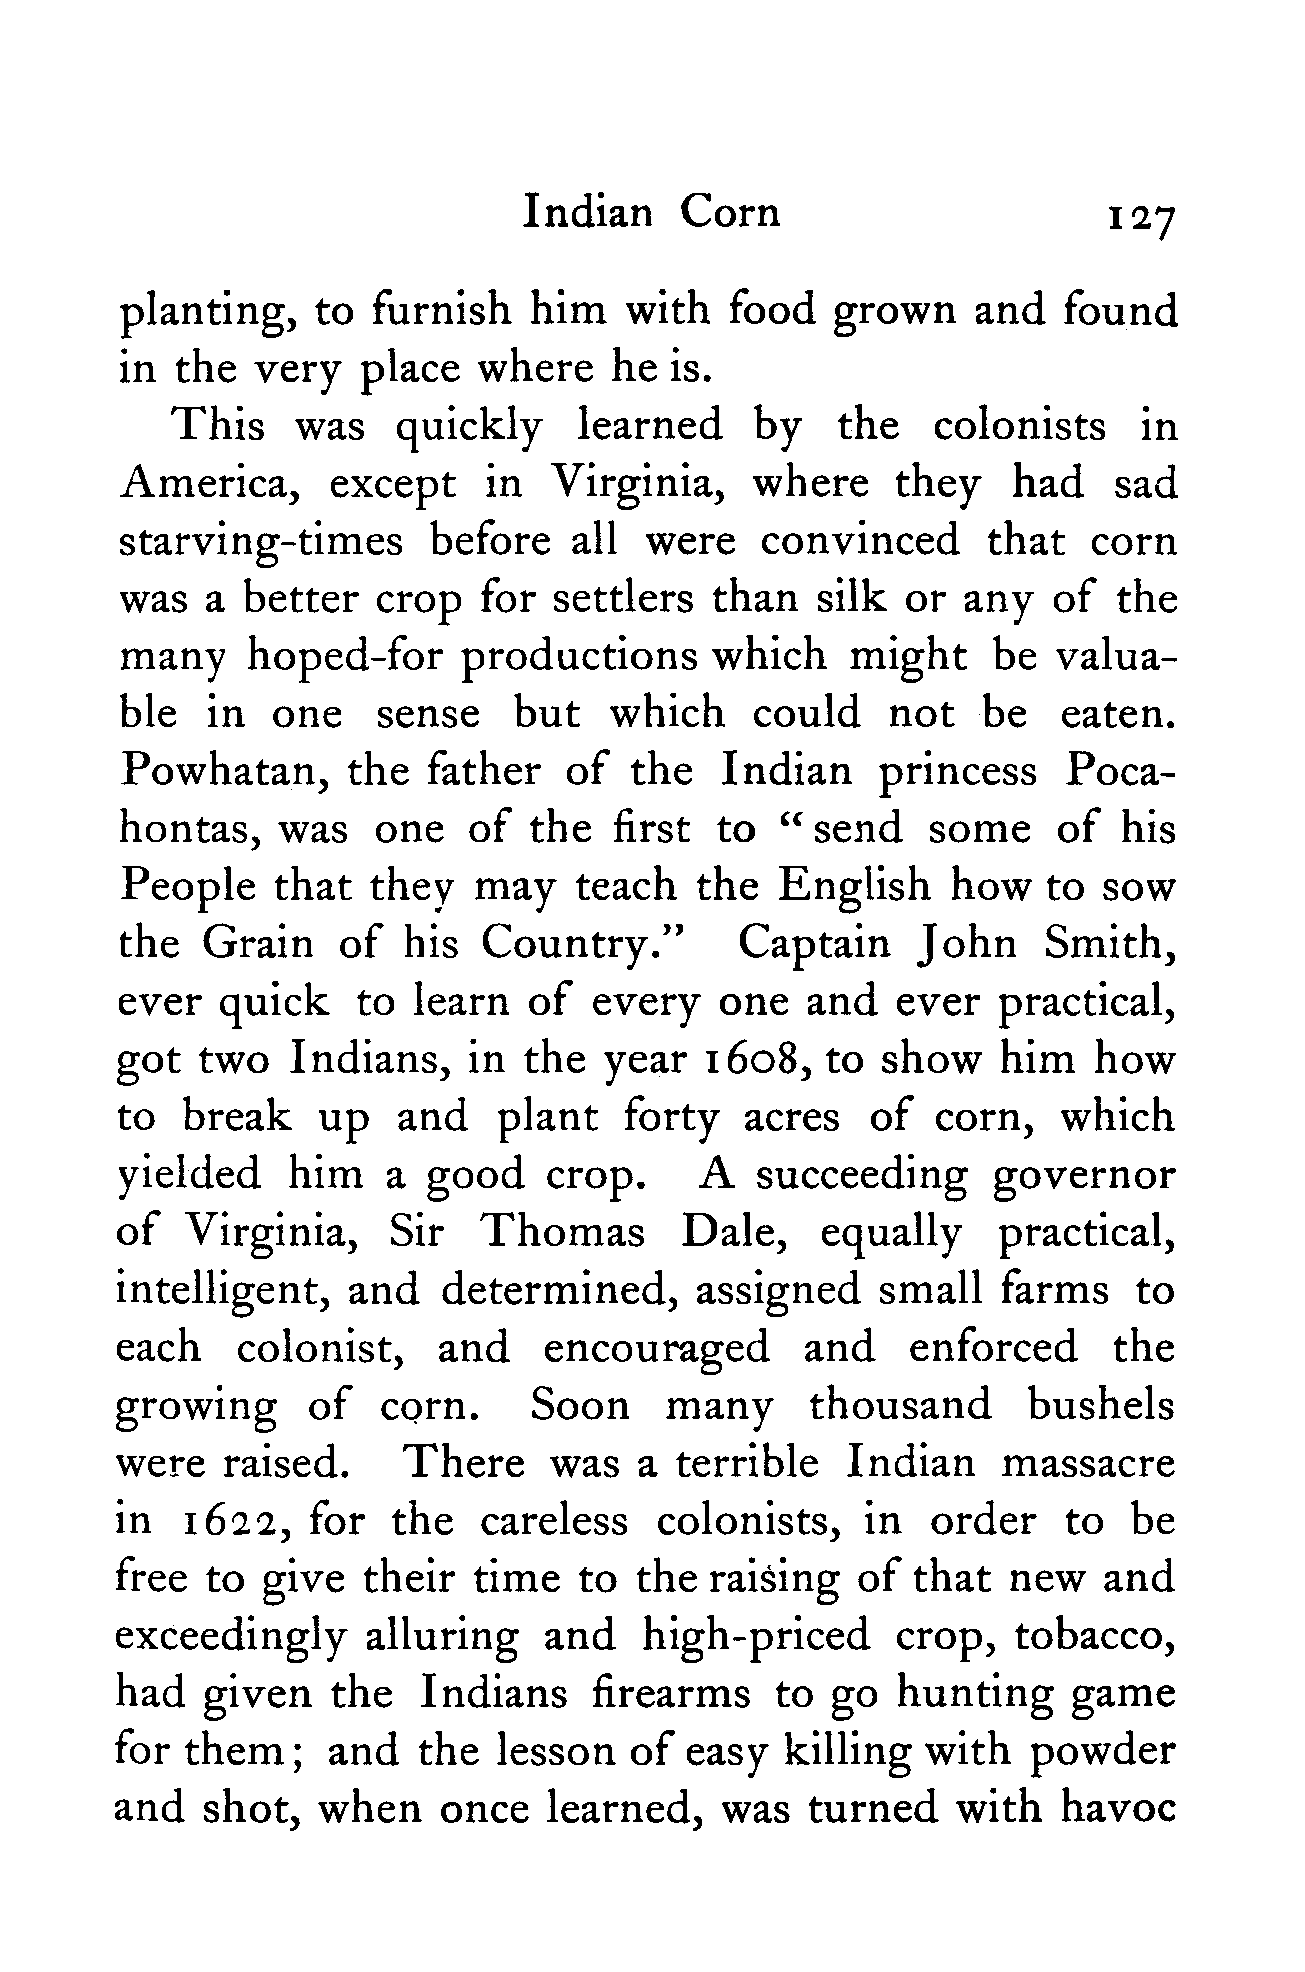 Indian Corn 127
planting, to furnish him with food grown and found
in the very place where he is.
This was quickly learned by the colonists in
America, except in Virginia, where they had sad
starving-times before all were convinced that corn
was a better crop for settlers than silk or any of the
many hoped-for productions which might be valua-
ble in one sense but which could not be eaten.
Powhatan, the father of the Indian princess Poca-
hontas, was one of the first to “ send some of his
People that they may teach the English how to sow
the Grain of his Country.” Captain John Smith,
ever quick to learn of every one and ever practical,
got two Indians, in the year 1608, to show him how
to break up and plant forty acres of corn, which
yielded him a good crop. A succeeding governor
of Virginia, Sir Thomas Dale, equally practical,
intelligent, and determined, assigned small farms to
each colonist, and encouraged and enforced the
growing of corn. Soon many thousand bushels
were raised. There was a terrible Indian massacre
in 1622, for the careless colonists, in order to be
free to give their time to the raising of that new and
exceedingly alluring and high-priced crop, tobacco,
had given the Indians firearms to go hunting game
for them ; and the lesson of easy killing with powder
and shot, when once learned, was turned with havoc